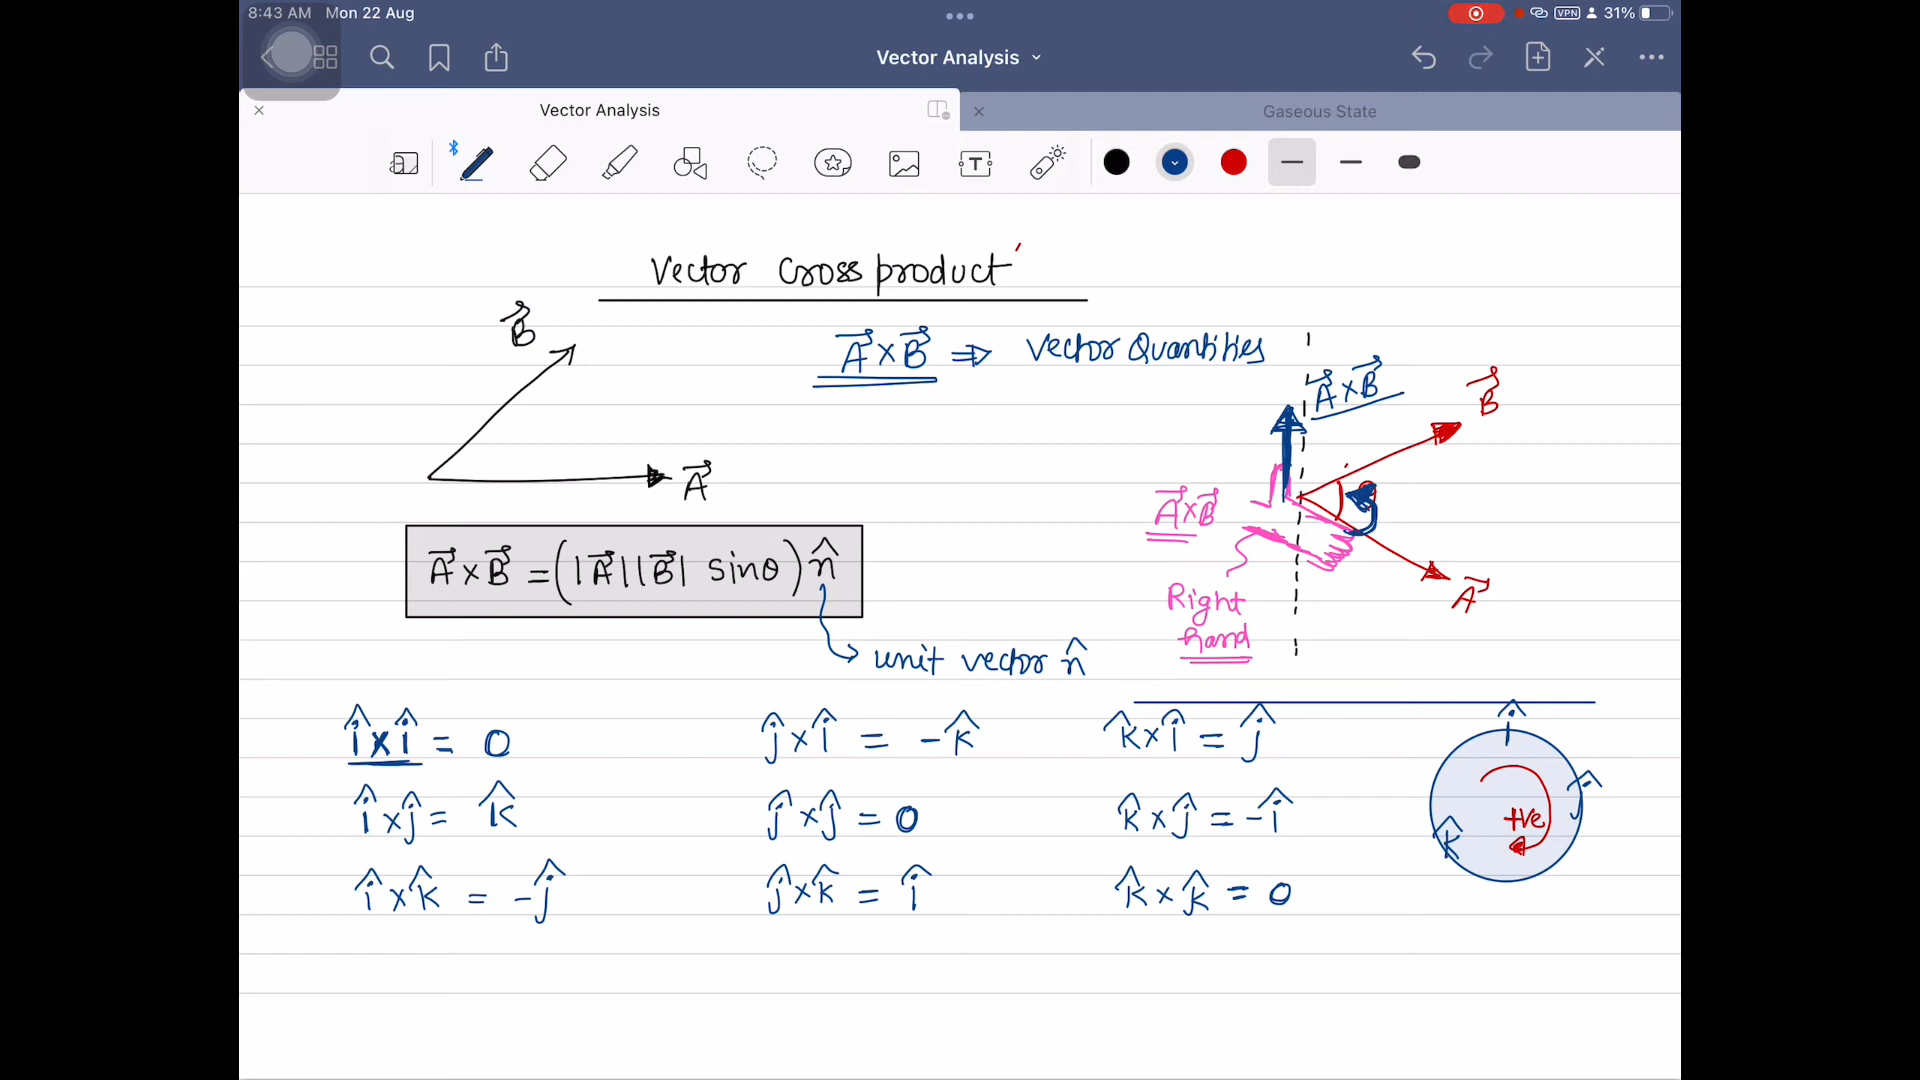 8:43 AM Mon 22 Aug
VPN 31%
Vector Analysis
Vector Analysis
Gaseous State
T
Vector Cross product
B⃗
A⃗
A⃗ × B⃗ ⇒ Vector Quantities
A⃗ × B⃗
B⃗
A⃗ × B⃗
A⃗
Right
hand
A⃗ × B⃗ = (|A⃗||B⃗| sinθ) n̂
unit vector n̂
î × î = 0
ĵ × î = -k̂
k̂ × î = ĵ
î × ĵ = k̂
ĵ × ĵ = 0
k̂ × ĵ = -î
î × k̂ = -ĵ
ĵ × k̂ = î
k̂ × k̂ = 0
î
ĵ
+ve
k̂